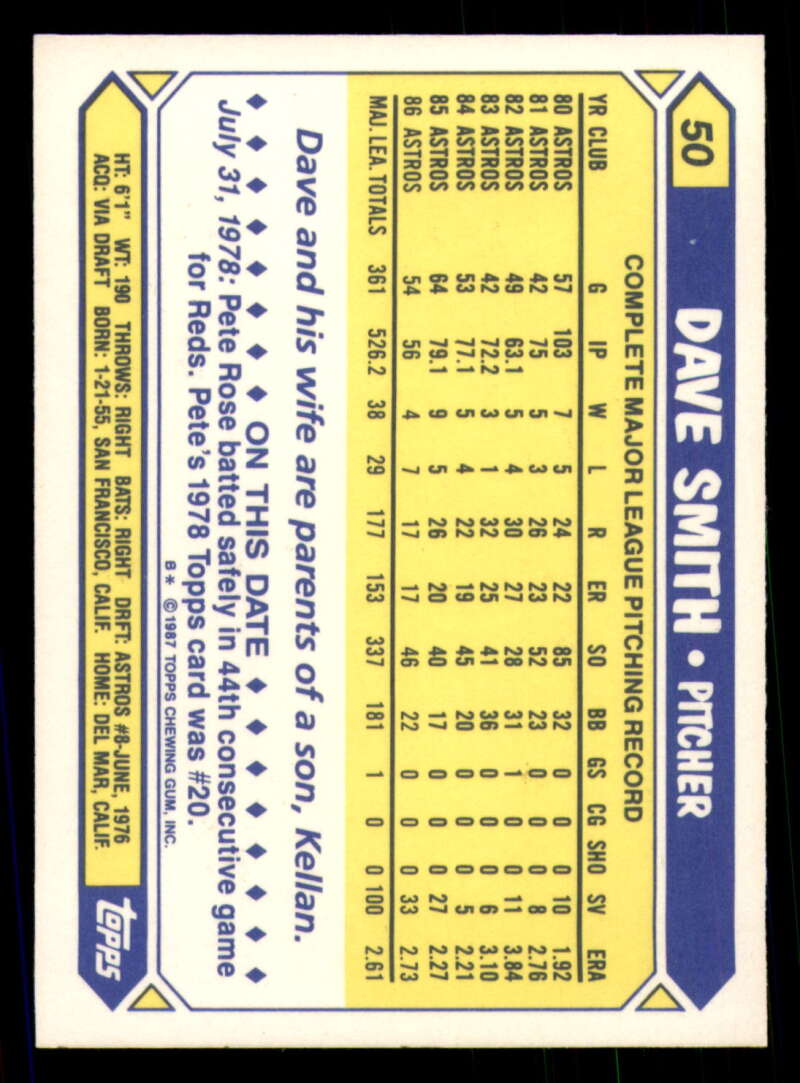 50 DAVE SMITH • PITCHER
COMPLETE MAJOR LEAGUE PITCHING RECORD
YR CLUB G IP W L R ER SO BB GS CG SHO SV ERA
80 ASTROS 57 103 7 5 24 22 85 32 0 0 0 10 1.92
81 ASTROS 42 75 5 3 26 23 52 23 0 0 0 8 2.76
82 ASTROS 49 63.1 5 4 30 27 28 31 1 0 0 11 3.84
83 ASTROS 42 72.2 3 1 32 25 41 36 0 0 0 6 3.10
84 ASTROS 53 77.1 5 4 22 19 45 20 0 0 0 5 2.21
85 ASTROS 64 79.1 9 5 26 20 40 17 0 0 0 27 2.27
86 ASTROS 54 56 4 7 17 17 46 22 0 0 0 33 2.73
MAJ. LEA. TOTALS 361 526.2 38 29 177 153 337 181 1 0 0 100 2.61
Dave and his wife are parents of a son, Kellan.
♦ ♦ ♦ ♦ ♦ ♦ ♦ ♦ ON THIS DATE ♦ ♦ ♦ ♦ ♦ ♦ ♦ ♦
July 31, 1978: Pete Rose batted safely in 44th consecutive game
for Reds. Pete's 1978 Topps card was #20.
B* ©1987 TOPPS CHEWING GUM, INC.
HT: 6'1" WT: 190 THROWS: RIGHT BATS: RIGHT DRFT: ASTROS #8-JUNE, 1976
ACQ: VIA DRAFT BORN: 1-21-55, SAN FRANCISCO, CALIF. HOME: DEL MAR, CALIF.
topps